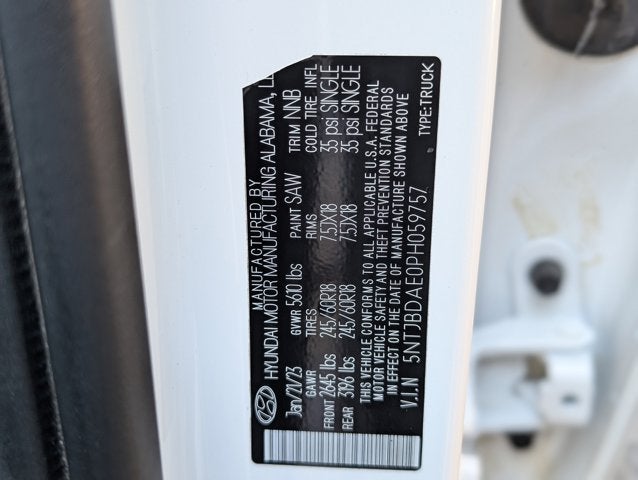 MANUFACTURED BY
HYUNDAI MOTOR MANUFACTURING ALABAMA,
Jan/20/23 GVWR 5610 lbs PAINT SAW TRIM NNB
GAWR TIRES RIMS COLD TIRE INFL
FRONT 2645 lbs 245/60R18 7.5JX18 35 psi SINGLE
REAR 3196 lbs 245/60R18 7.5JX18 35 psi SINGLE
THIS VEHICLE CONFORMS TO ALL APPLICABLE U.S.A. FEDERAL
MOTOR VEHICLE SAFETY AND THEFT PREVENTION STANDARDS
IN EFFECT ON THE DATE OF MANUFACTURE SHOWN ABOVE
V.I.N 5NTJBDAE0PH059757 TYPE:TRUCK